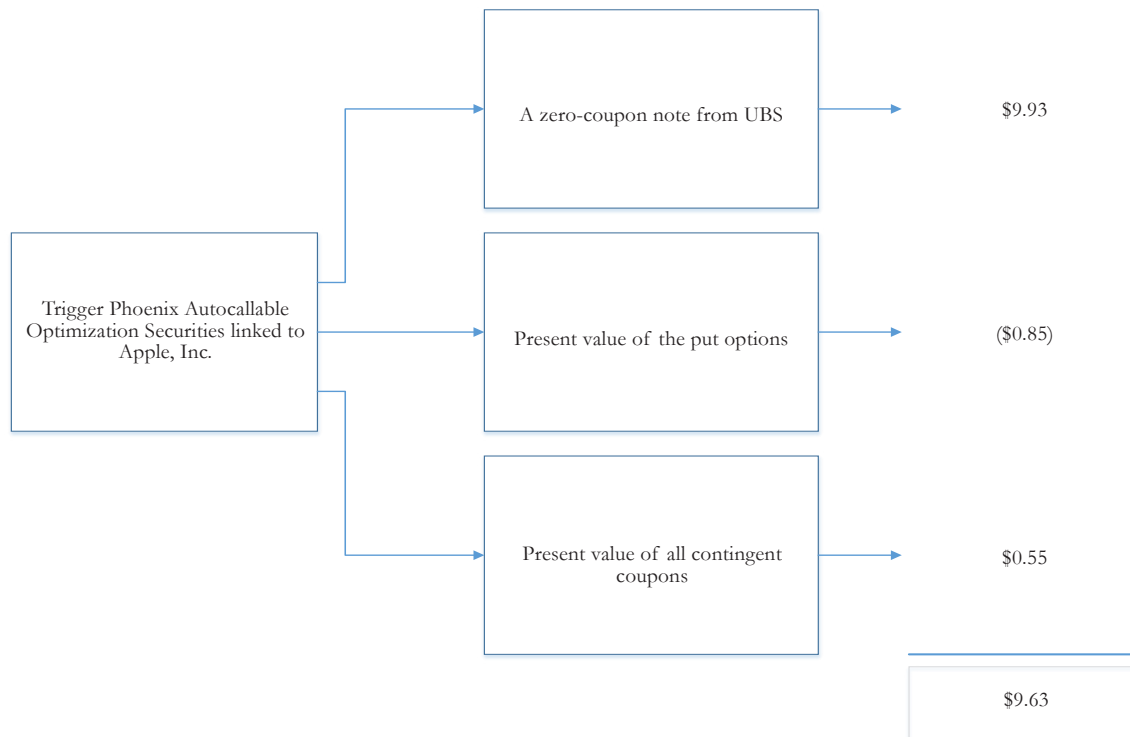 A zero-coupon note from UBS
$9.93
Trigger Phoenix Autocallable
Optimization Securities linked to
Apple, Inc.
Present value of the put options
($0.85)
Present value of all contingent
coupons
$0.55
$9.63